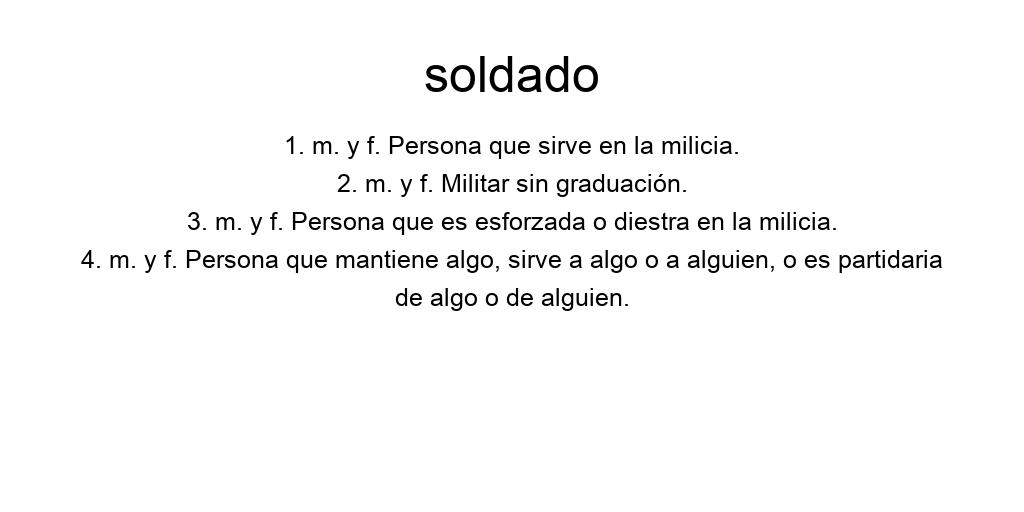 soldado
1. m. y f. Persona que sirve en la milicia.
2. m. y f. Militar sin graduación.
3. m. y f. Persona que es esforzada o diestra en la milicia.
4. m. y f. Persona que mantiene algo, sirve a algo o a alguien, o es partidaria
de algo o de alguien.